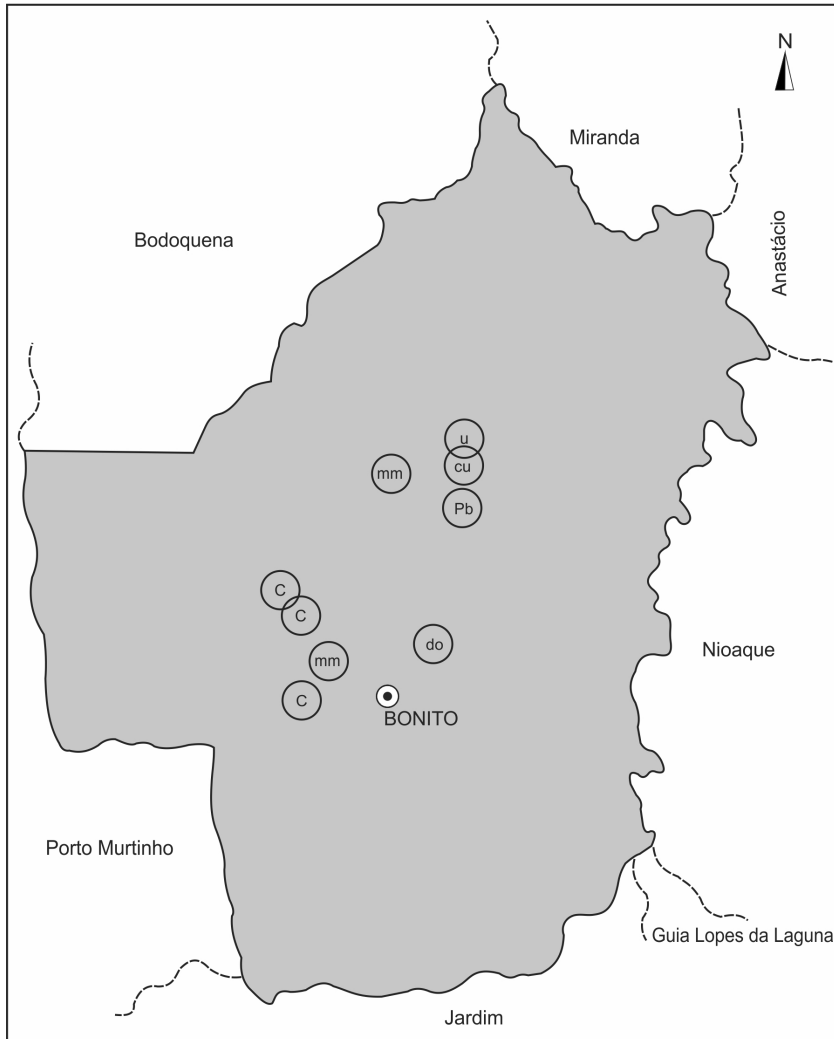 N
Miranda
Bodoquena
Anastácio
u
cu
mm
Pb
C
C
do
mm
Nioaque
C
BONITO
Porto Murtinho
Guia Lopes da Laguna
Jardim